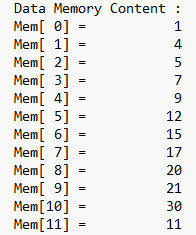 Data Memory Content :
Mem[ 0] =           1
Mem[ 1] =           4
Mem[ 2] =           5
Mem[ 3] =           7
Mem[ 4] =           9
Mem[ 5] =          12
Mem[ 6] =          15
Mem[ 7] =          17
Mem[ 8] =          20
Mem[ 9] =          21
Mem[10] =          30
Mem[11] =          11